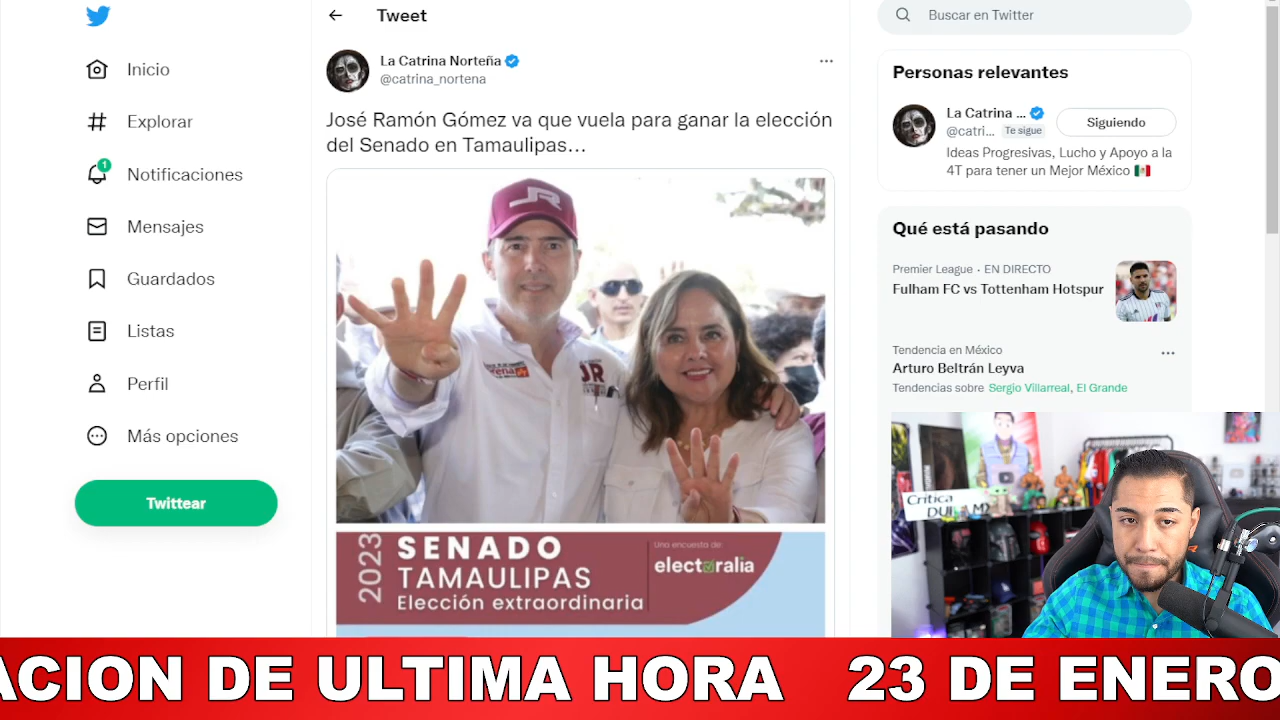 Tweet
Buscar en Twitter
Inicio
Explorar
1
Notificaciones
Mensajes
Guardados
Listas
Perfil
Más opciones
Twittear
La Catrina Norteña
@catrina_nortena
José Ramón Gómez va que vuela para ganar la elección
del Senado en Tamaulipas...
JR
morena
JR
2023
SENADO
TAMAULIPAS
Elección extraordinaria
Una encuesta de:
electoralia
Personas relevantes
La Catrina ...
@catri... Te sigue
Siguiendo
Ideas Progresivas, Lucho y Apoyo a la
4T para tener un Mejor México
Qué está pasando
Premier League · EN DIRECTO
Fulham FC vs Tottenham Hotspur
Tendencia en México
Arturo Beltrán Leyva
Tendencias sobre Sergio Villarreal, El Grande
Crítica
ACION DE ULTIMA HORA 23 DE ENERO